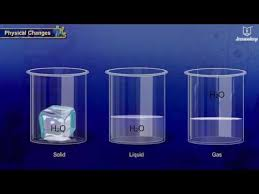 Physical Changes
H₂O
H₂O
H₂O
Solid
Liquid
Gas